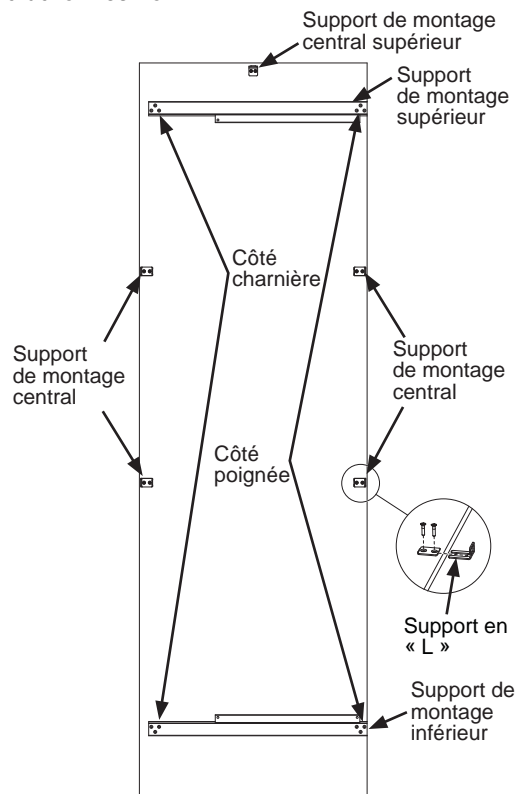 Support de montage
central supérieur
Support
de montage
supérieur
Côté
charnière
Support
de montage
central
Support
de montage
central
Côté
poignée
Support en
« L »
Support de
montage
inférieur